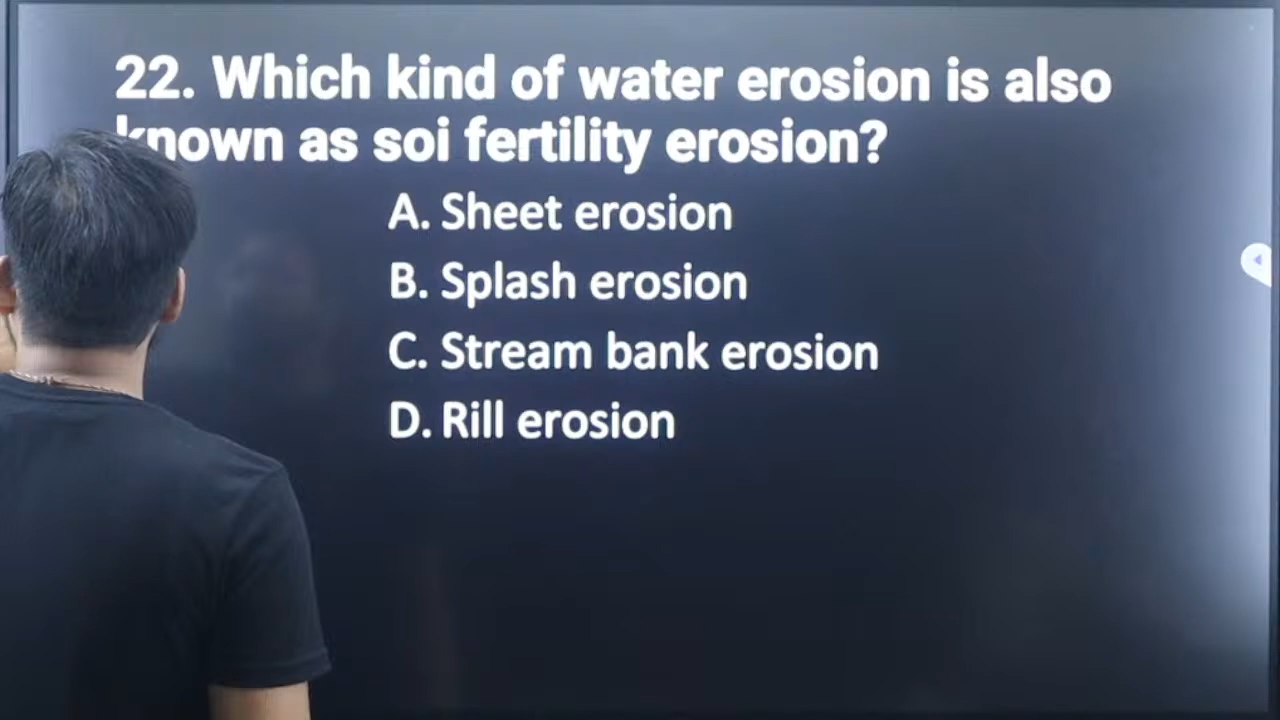 22. Which kind of water erosion is also
known as soi fertility erosion?
A. Sheet erosion
B. Splash erosion
C. Stream bank erosion
D. Rill erosion